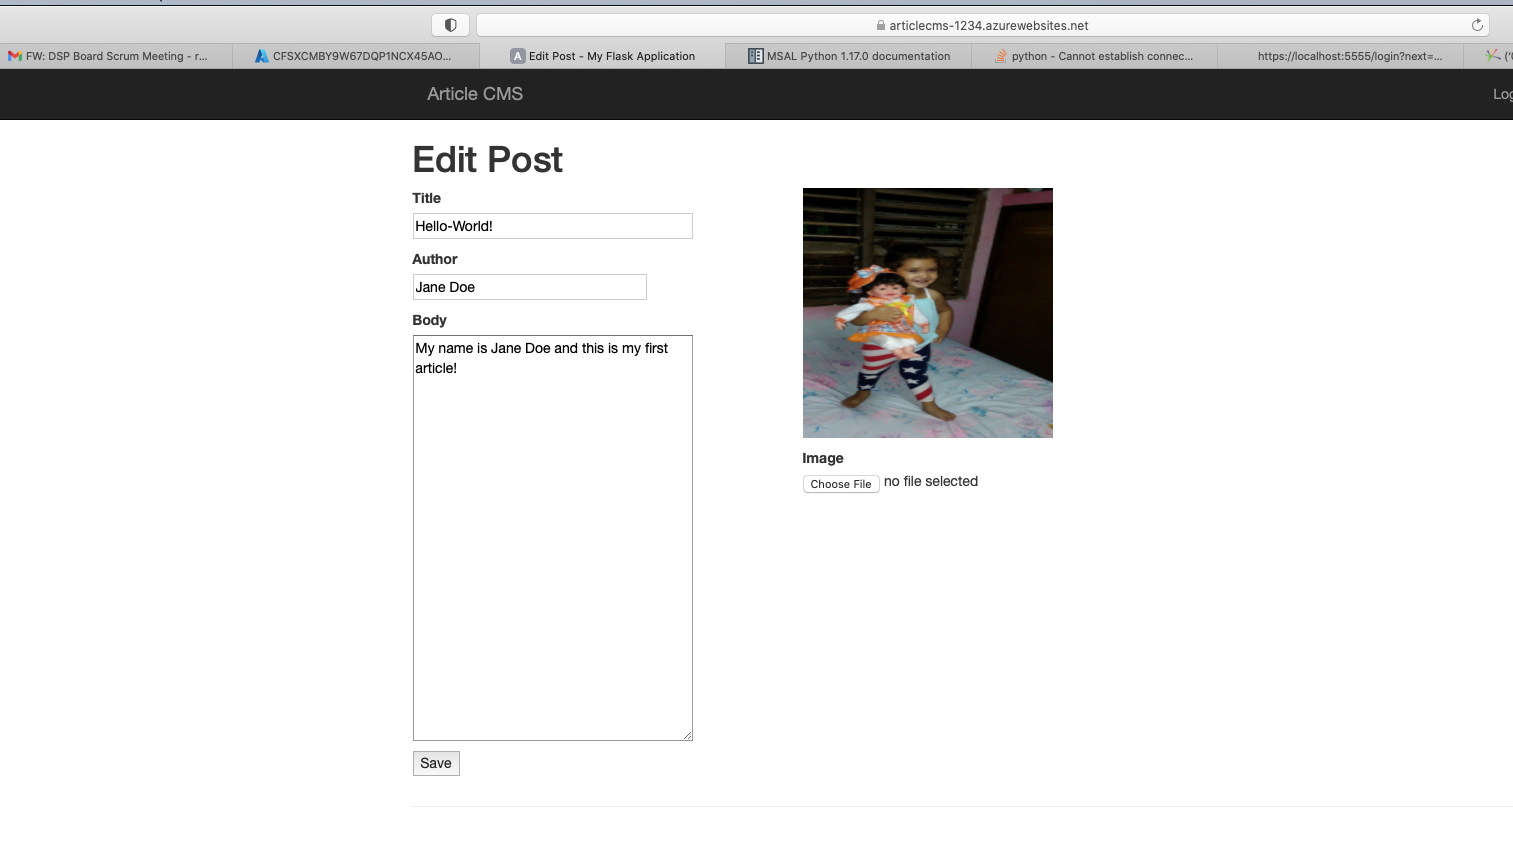 articlecms-1234.azurewebsites.net
FW: DSP Board Scrum Meeting - r...
CFSXCMBY9W67DQP1NCX45AO...
A
Edit Post - My Flask Application
MSAL Python 1.17.0 documentation
python - Cannot establish connec...
https://localhost:5555/login?next=...
Article CMS
Edit Post
Title
Hello-World!
Author
Jane Doe
Body
My name is Jane Doe and this is my first
article!
Image
Choose File no file selected
Save